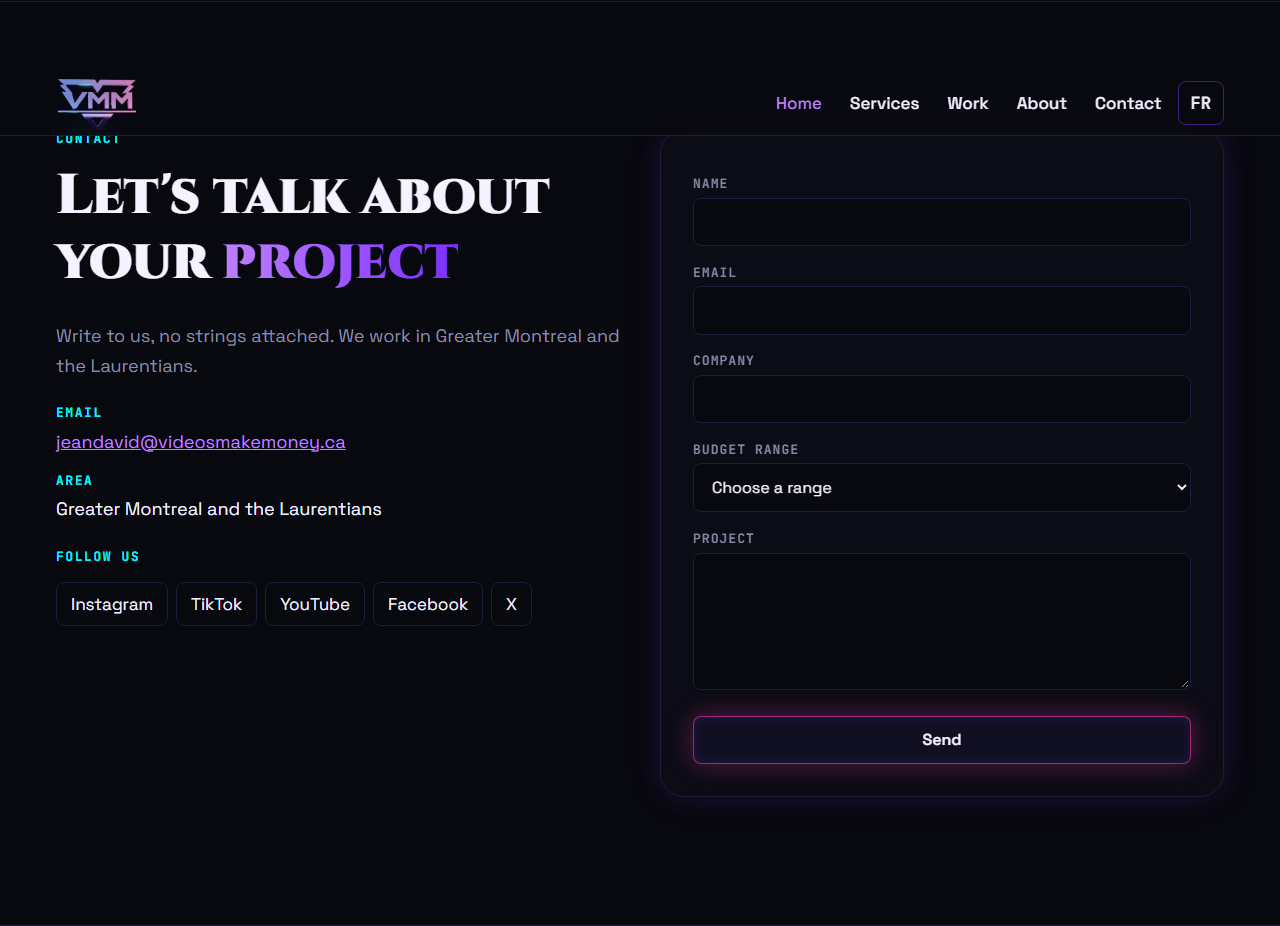 VMM
Home Services Work About Contact FR
CONTACT
Let's talk about
your project
Write to us, no strings attached. We work in Greater Montreal and
the Laurentians.
EMAIL
jeandavid@videosmakemoney.ca
AREA
Greater Montreal and the Laurentians
FOLLOW US
Instagram TikTok YouTube Facebook X
NAME
EMAIL
COMPANY
BUDGET RANGE
Choose a range
PROJECT
Send